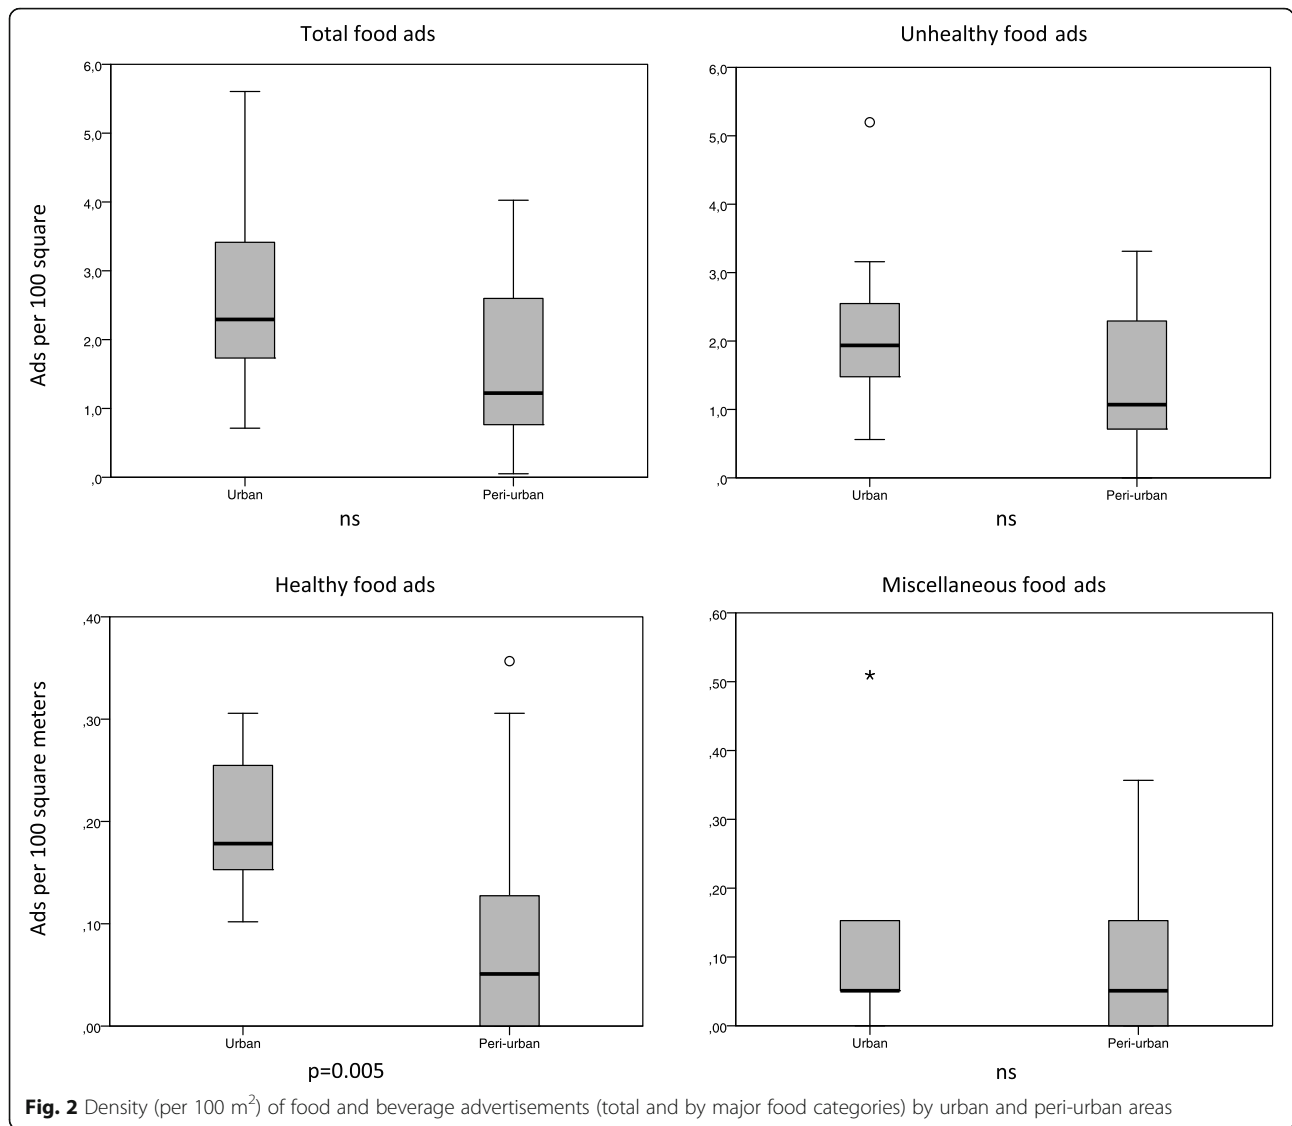 Total food ads
Ads per 100 square
6,0
5,0
4,0
3,0
2,0
1,0
,0
Urban
Peri-urban
ns
Unhealthy food ads
6,0
5,0
4,0
3,0
2,0
1,0
,0
Urban
Peri-urban
ns
Healthy food ads
Ads per 100 square meters
,40
,30
,20
,10
,00
Urban
Peri-urban
p=0.005
Miscellaneous food ads
,60
,50
,40
,30
,20
,10
,00
Urban
Peri-urban
ns
Fig. 2 Density (per 100 m²) of food and beverage advertisements (total and by major food categories) by urban and peri-urban areas